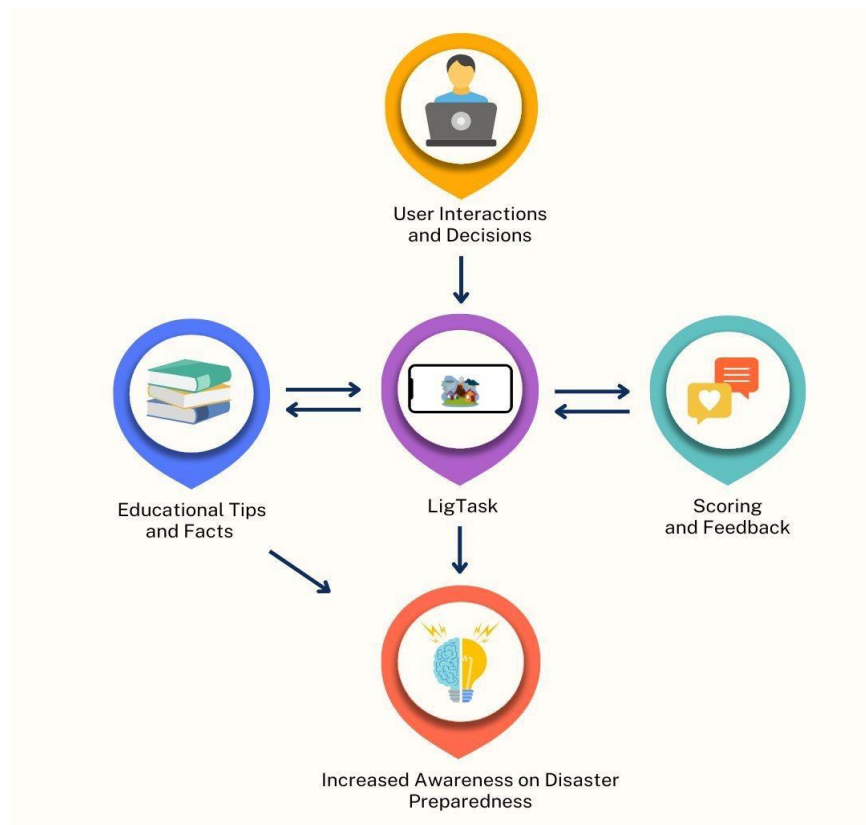 User Interactions
and Decisions
Educational Tips
and Facts
LigTask
Scoring
and Feedback
Increased Awareness on Disaster
Preparedness